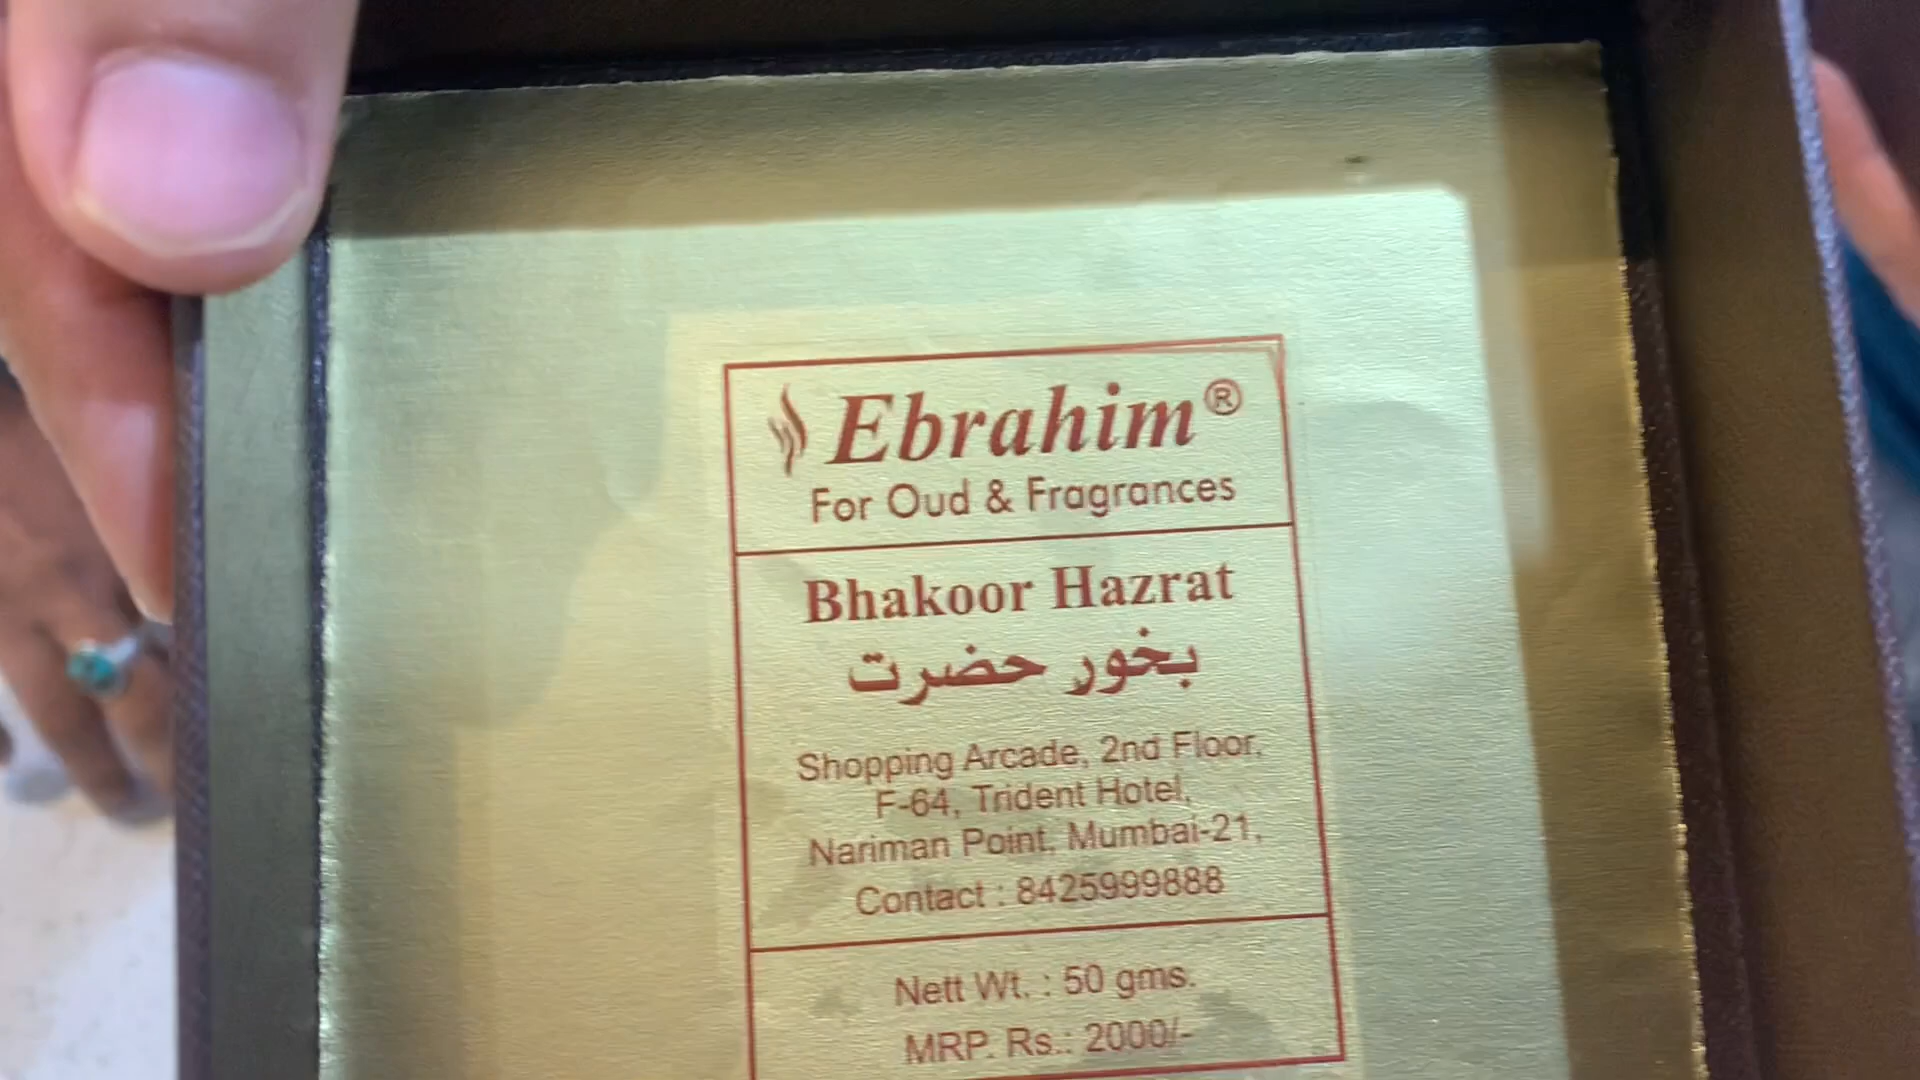 Ebrahim®
For Oud & Fragrances
Bhakoor Hazrat
بخور حضرت
Shopping Arcade, 2nd Floor,
F-64, Trident Hotel,
Nariman Point, Mumbai-21,
Contact : 8425999888
Nett Wt. : 50 gms.
MRP. Rs.: 2000/-